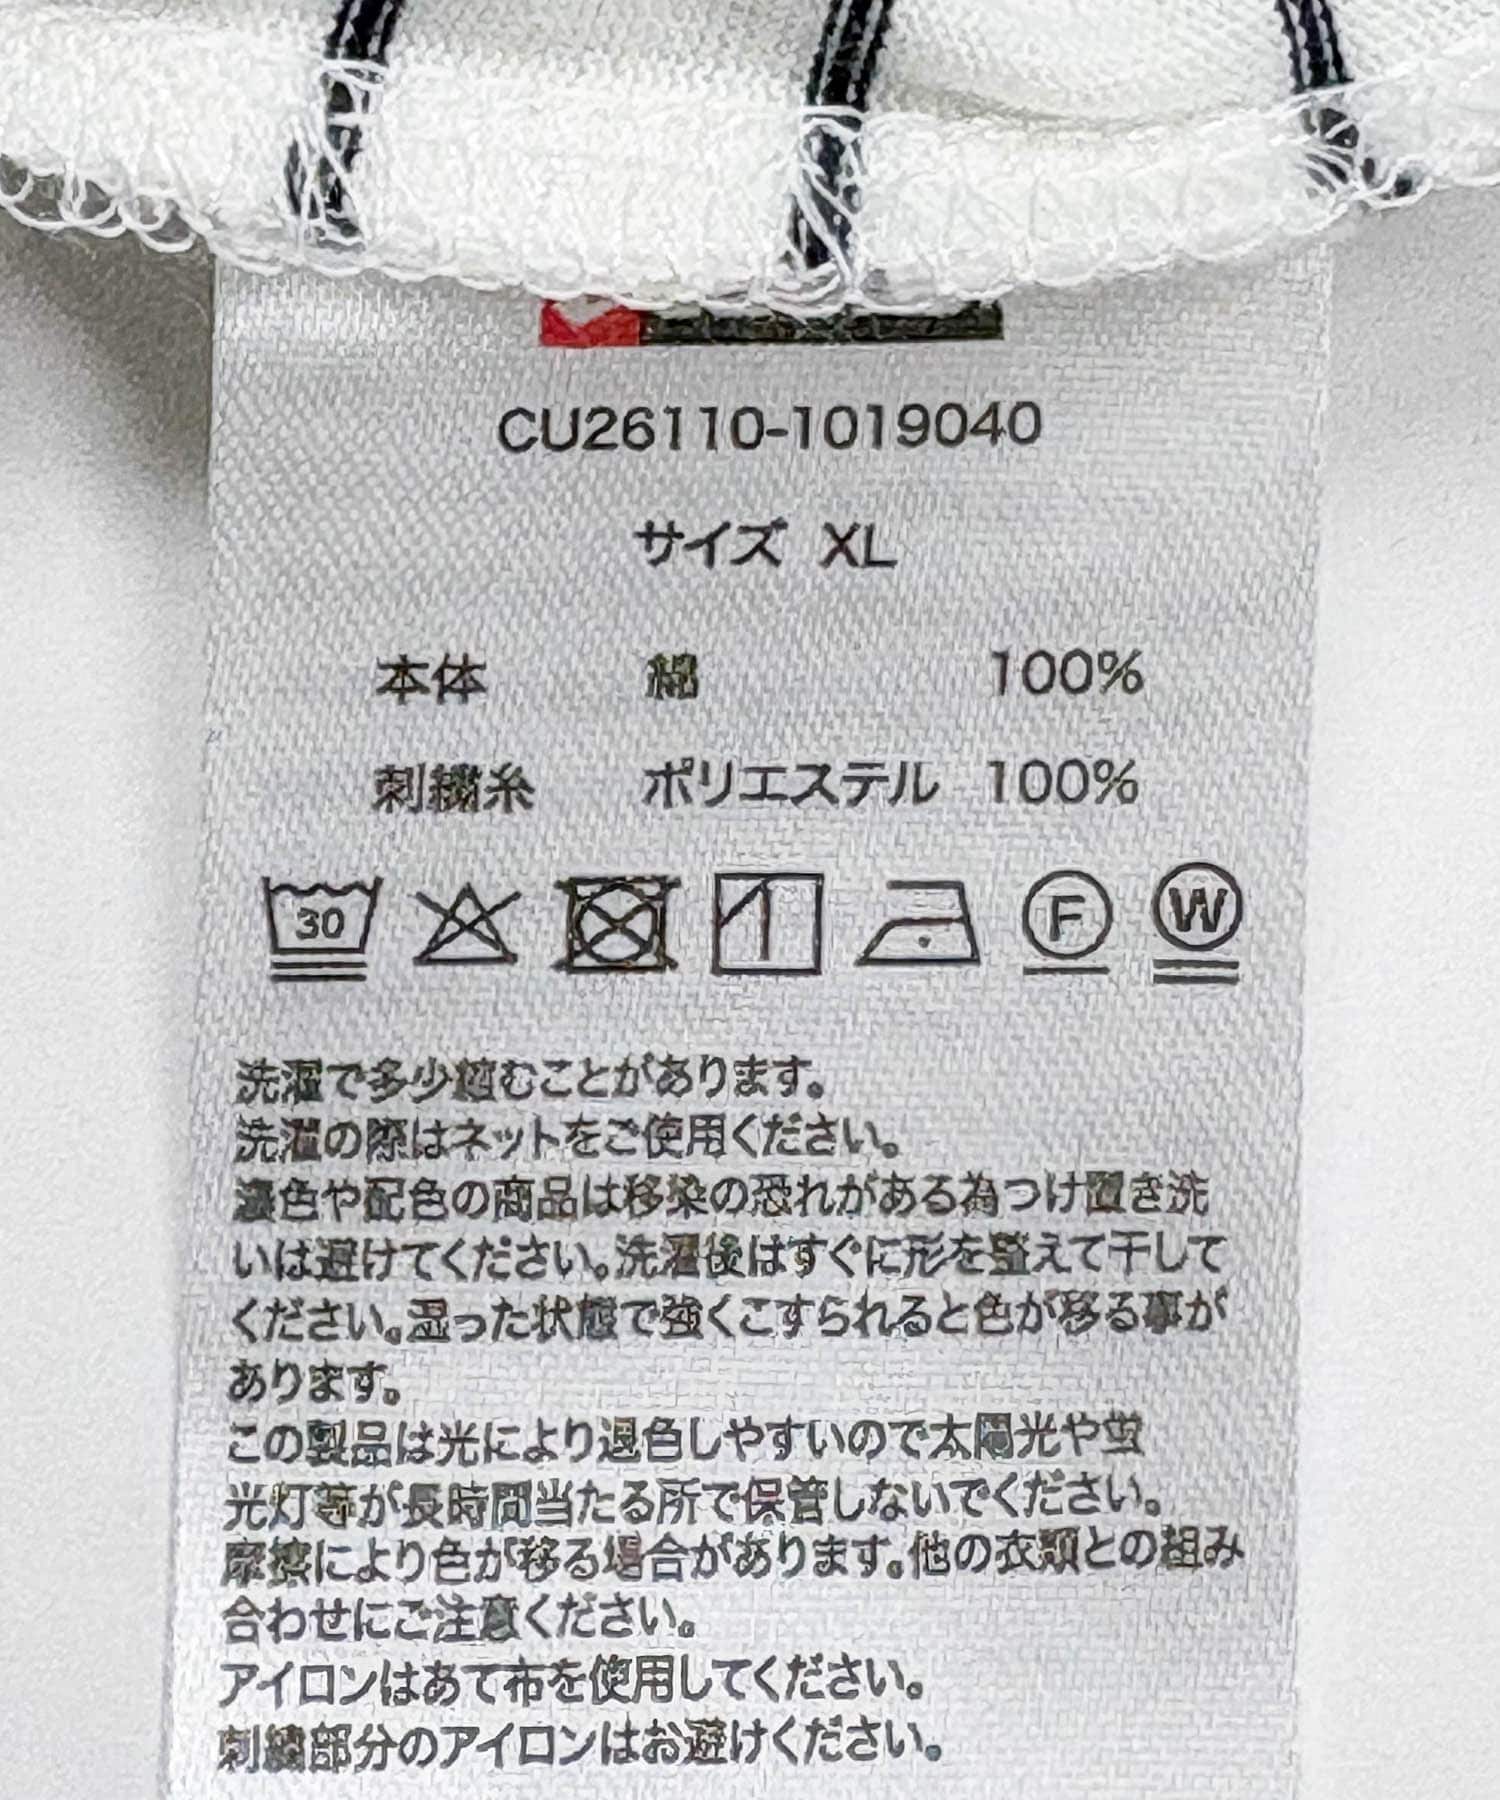 CU26110-1019040
サイズ XL
本体 綿 100%
刺繍糸 ポリエステル 100%
30 F W
洗濯で多少縮むことがあります。
洗濯の際はネットをご使用ください。
濃色や配色の商品は移染の恐れがある為つけ置き洗
いは避けてください。洗濯後はすぐに形を整えて干して
ください。湿った状態で強くこすられると色が移る事が
あります。
この製品は光により退色しやすいので太陽光や蛍
光灯等が長時間当たる所で保管しないでください。
摩擦により色が移る場合があります。他の衣類との組み
合わせにご注意ください。
アイロンはあて布を使用してください。
刺繍部分のアイロンはお避けください。